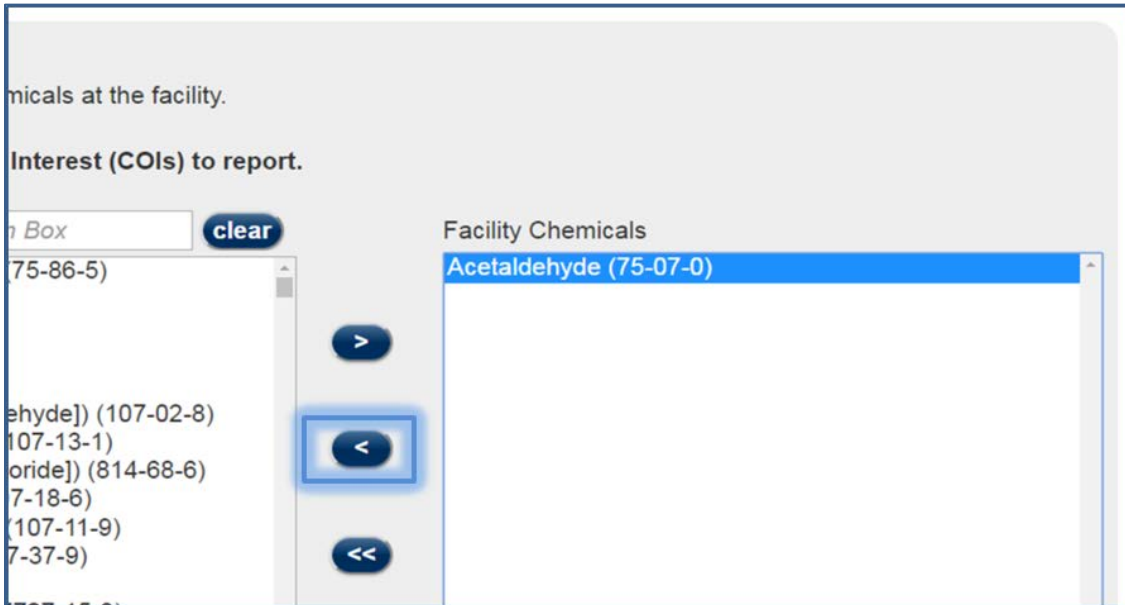 micals at the facility.
Interest (COIs) to report.
Box
clear
Facility Chemicals
(75-86-5)
Acetaldehyde (75-07-0)
>
ehyde]) (107-02-8)
107-13-1)
<
oride]) (814-68-6)
7-18-6)
(107-11-9)
7-37-9)
<<